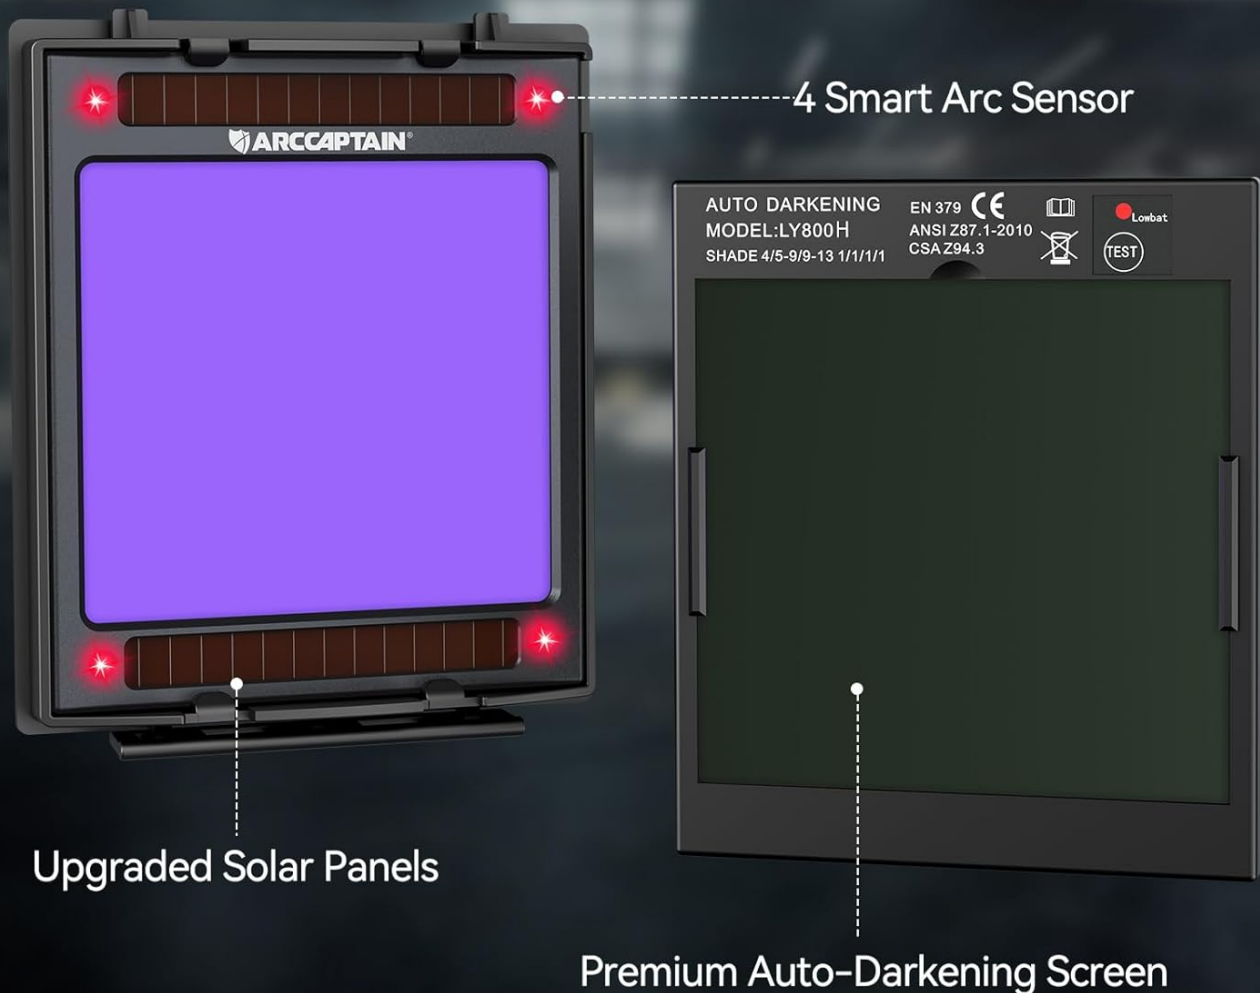 4 Smart Arc Sensor
ARCCAPTAIN®
AUTO DARKENING
MODEL:LY800H
SHADE 4/5-9/9-13 1/1/1/1
EN 379 CE
ANSI Z87.1-2010
CSA Z94.3
Lowbat
TEST
Upgraded Solar Panels
Premium Auto-Darkening Screen